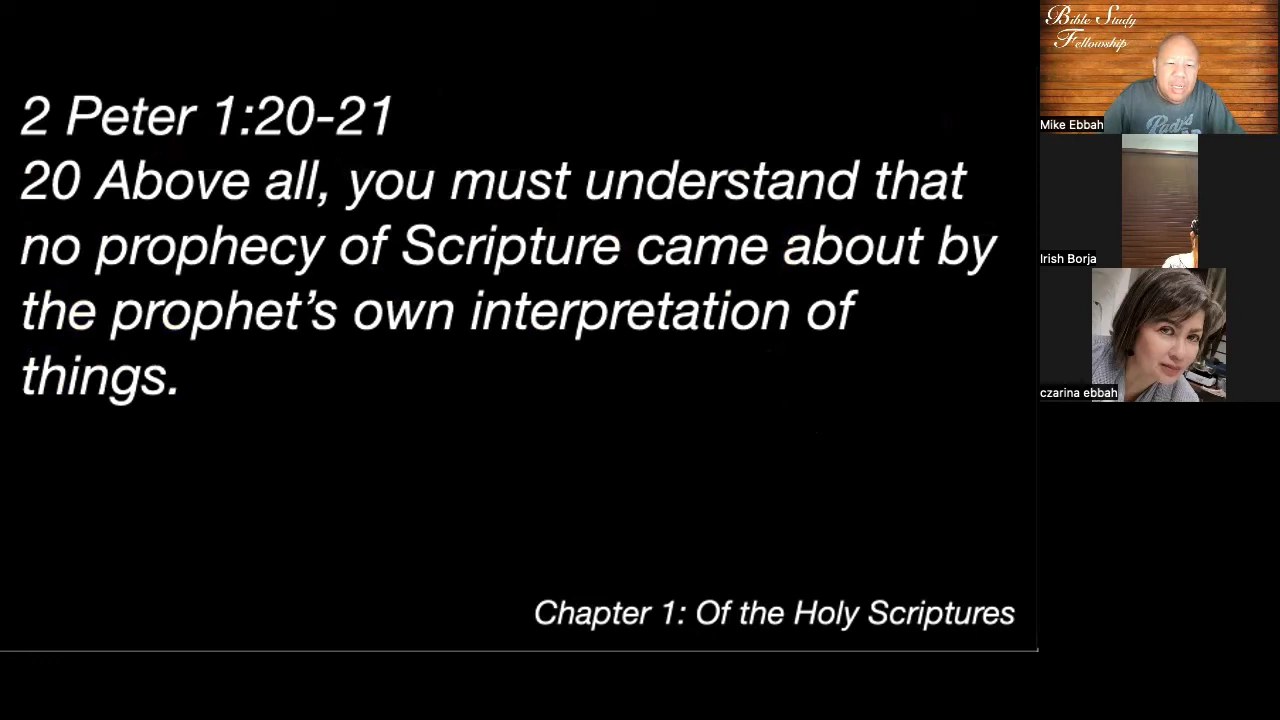 2 Peter 1:20-21
20 Above all, you must understand that
no prophecy of Scripture came about by
the prophet’s own interpretation of
things.
Chapter 1: Of the Holy Scriptures
Bible Study
Fellowship
Mike Ebbah
Irish Borja
czarina ebbah